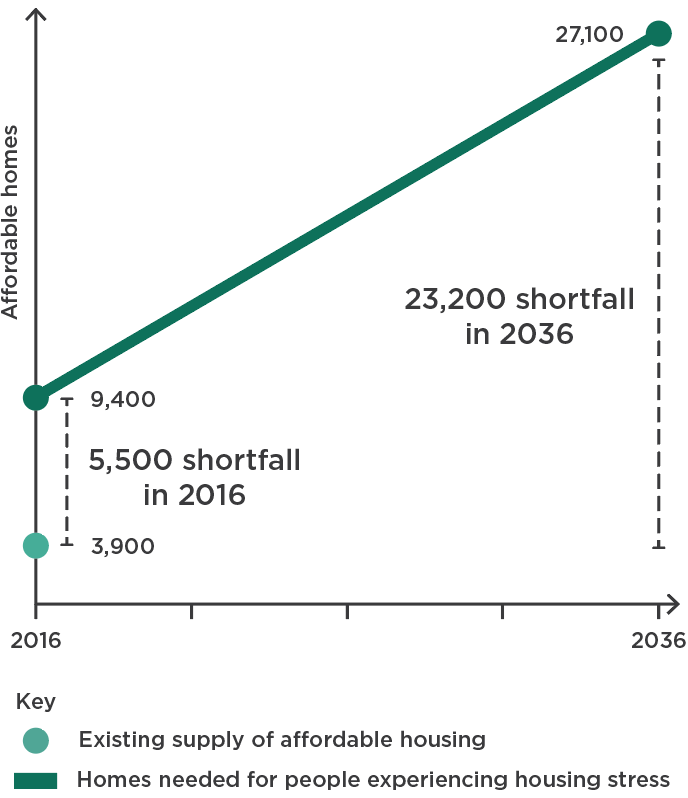 27,100
Affordable homes
23,200 shortfall
in 2036
9,400
5,500 shortfall
in 2016
3,900
2016
2036
Key
Existing supply of affordable housing
Homes needed for people experiencing housing stress